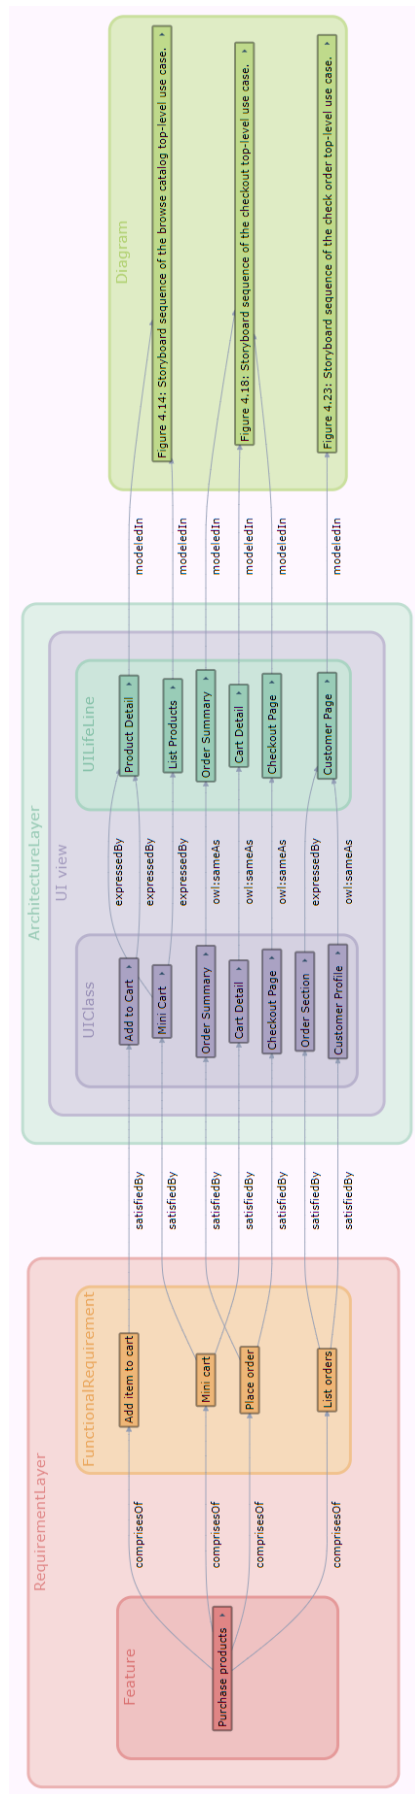 RequirementLayer
Feature
Purchase products
comprisesOf
comprisesOf
comprisesOf
comprisesOf
FunctionalRequirement
Add item to cart
Mini cart
Place order
List orders
satisfiedBy
satisfiedBy
satisfiedBy
satisfiedBy
satisfiedBy
satisfiedBy
satisfiedBy
ArchitectureLayer
UI view
UIClass
Add to Cart
Mini Cart
Order Summary
Cart Detail
Checkout Page
Order Section
Customer Profile
expressedBy
expressedBy
expressedBy
owl:sameAs
owl:sameAs
owl:sameAs
expressedBy
owl:sameAs
UILifeLine
Product Detail
List Products
Order Summary
Cart Detail
Checkout Page
Customer Page
modeledIn
modeledIn
modeledIn
modeledIn
modeledIn
modeledIn
Diagram
Figure 4.14: Storyboard sequence of the browse catalog top-level use case.
Figure 4.18: Storyboard sequence of the checkout top-level use case.
Figure 4.23: Storyboard sequence of the check order top-level use case.